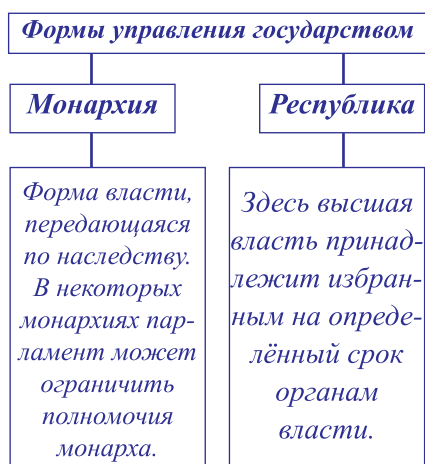 Формы управления государством
Монархия
Республика
Форма власти,
передающаяся
по наследству.
В некоторых
монархиях пар-
ламент может
ограничить
полномочия
монарха.
Здесь высшая
власть принад-
лежит избран-
ным на опреде-
лённый срок
органам
власти.